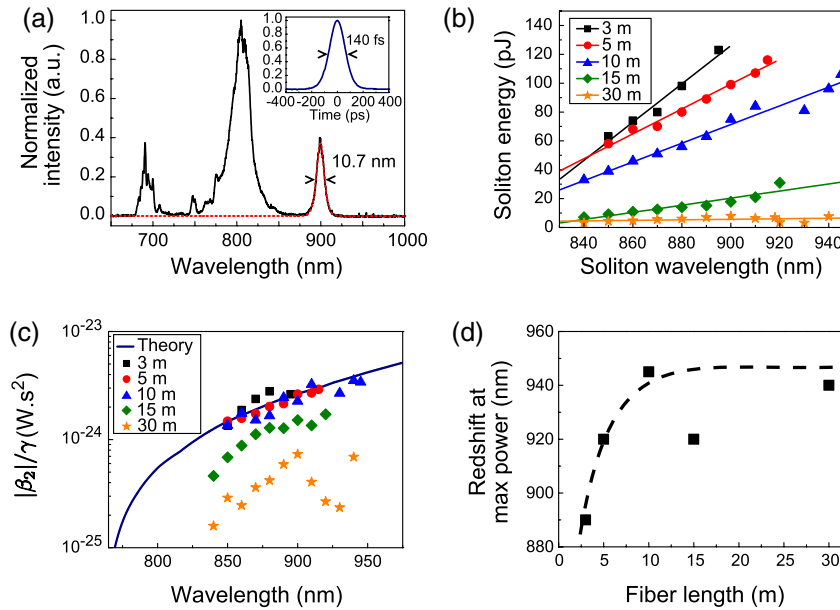 (a)
Normalized
intensity (a.u.)
1.0
0.8
0.6
0.4
0.2
0.0
700
800
900
1000
Wavelength (nm)
10.7 nm
1.0
0.8
0.6
0.4
0.2
0.0
-400
-200
0
200
400
Time (ps)
140 fs
(b)
Soliton energy (pJ)
140
120
100
80
60
40
20
0
840
860
880
900
920
940
Soliton wavelength (nm)
3 m
5 m
10 m
15 m
30 m
(c)
|β₂|/γ (W.s²)
10⁻²³
10⁻²⁴
10⁻²⁵
800
850
900
950
Wavelength (nm)
Theory
3 m
5 m
10 m
15 m
30 m
(d)
Redshift at
max power (nm)
960
940
920
900
880
0
5
10
15
20
25
30
Fiber length (m)